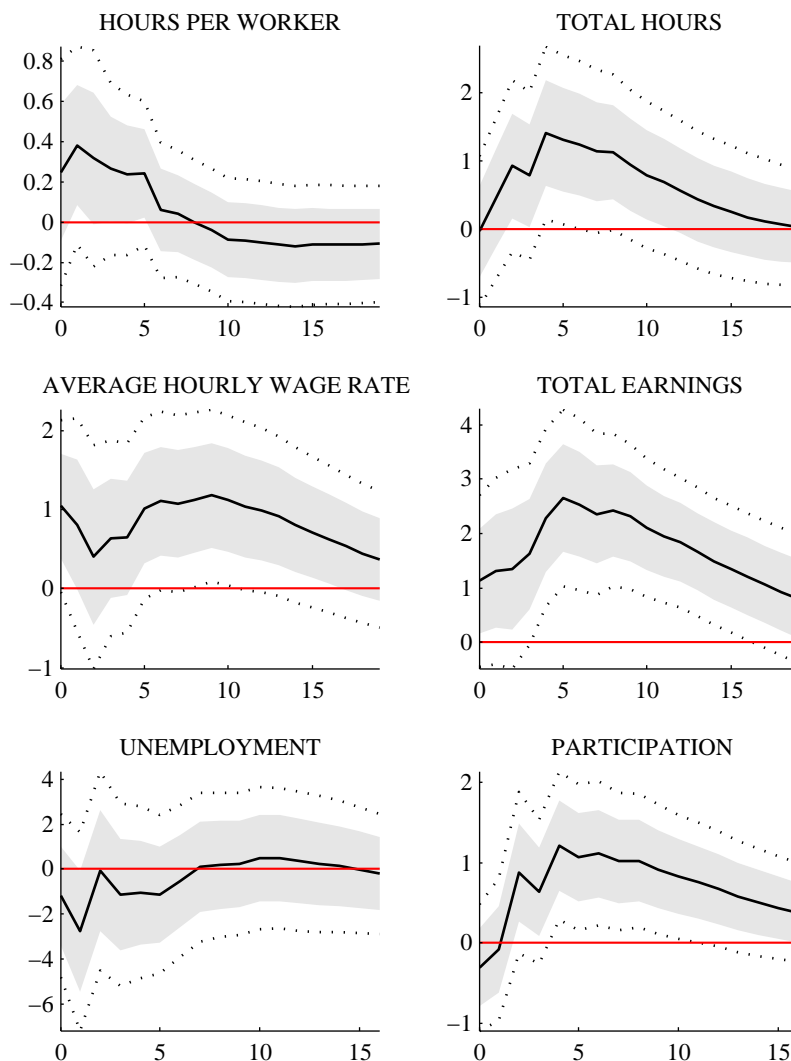 HOURS PER WORKER
0.8
0.6
0.4
0.2
0
−0.2
−0.4
0 5 10 15
TOTAL HOURS
2
1
0
−1
0 5 10 15
AVERAGE HOURLY WAGE RATE
2
1
0
−1
0 5 10 15
TOTAL EARNINGS
4
3
2
1
0
0 5 10 15
UNEMPLOYMENT
4
2
0
−2
−4
−6
0 5 10 15
PARTICIPATION
2
1
0
−1
0 5 10 15